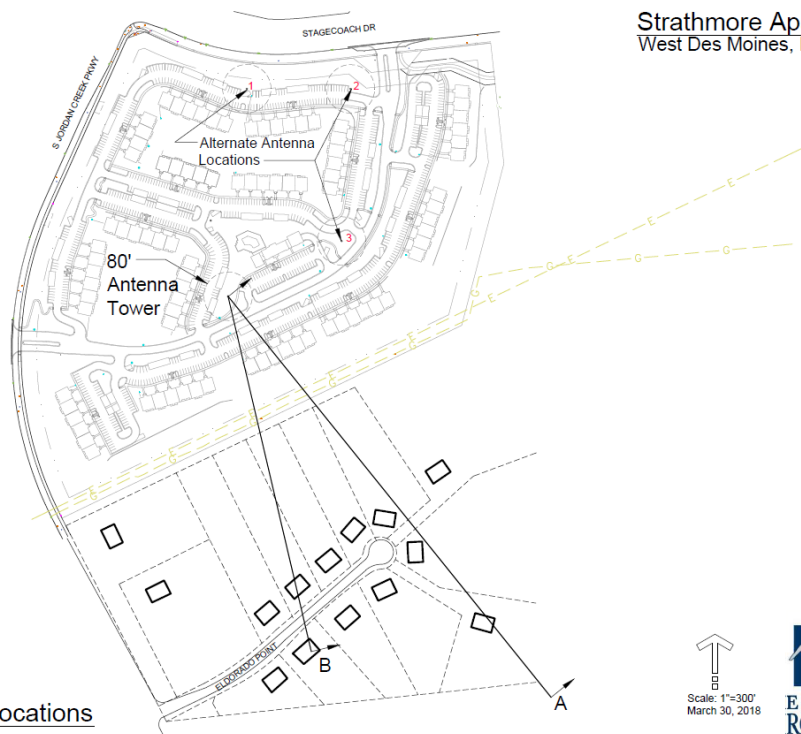 STAGECOACH DR
Strathmore Ap
West Des Moines,
S JORDAN CREEK PKWY
1
2
Alternate Antenna
Locations
3
80'
Antenna
Tower
E
E
G
G
G
E
E
G
E
G
E
G
E
G
ELDORADO POINT
B
A
Scale: 1"=300'
March 30, 2018
E
RO
ocations